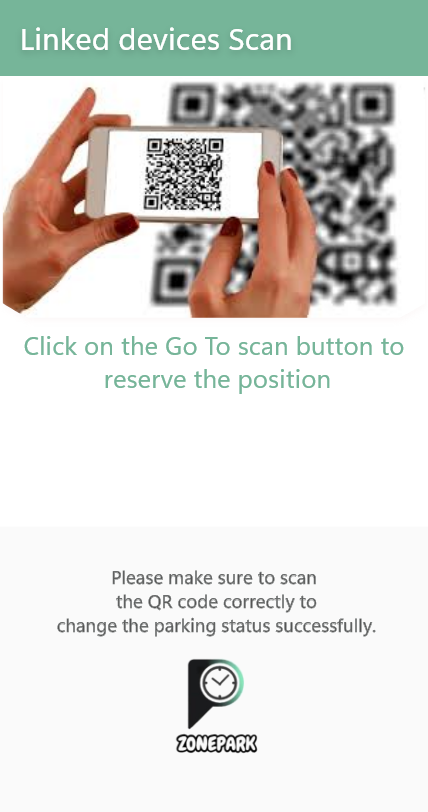 Linked devices Scan
Click on the Go To scan button to
reserve the position
Please make sure to scan
the QR code correctly to
change the parking status successfully.
ZONEPARK